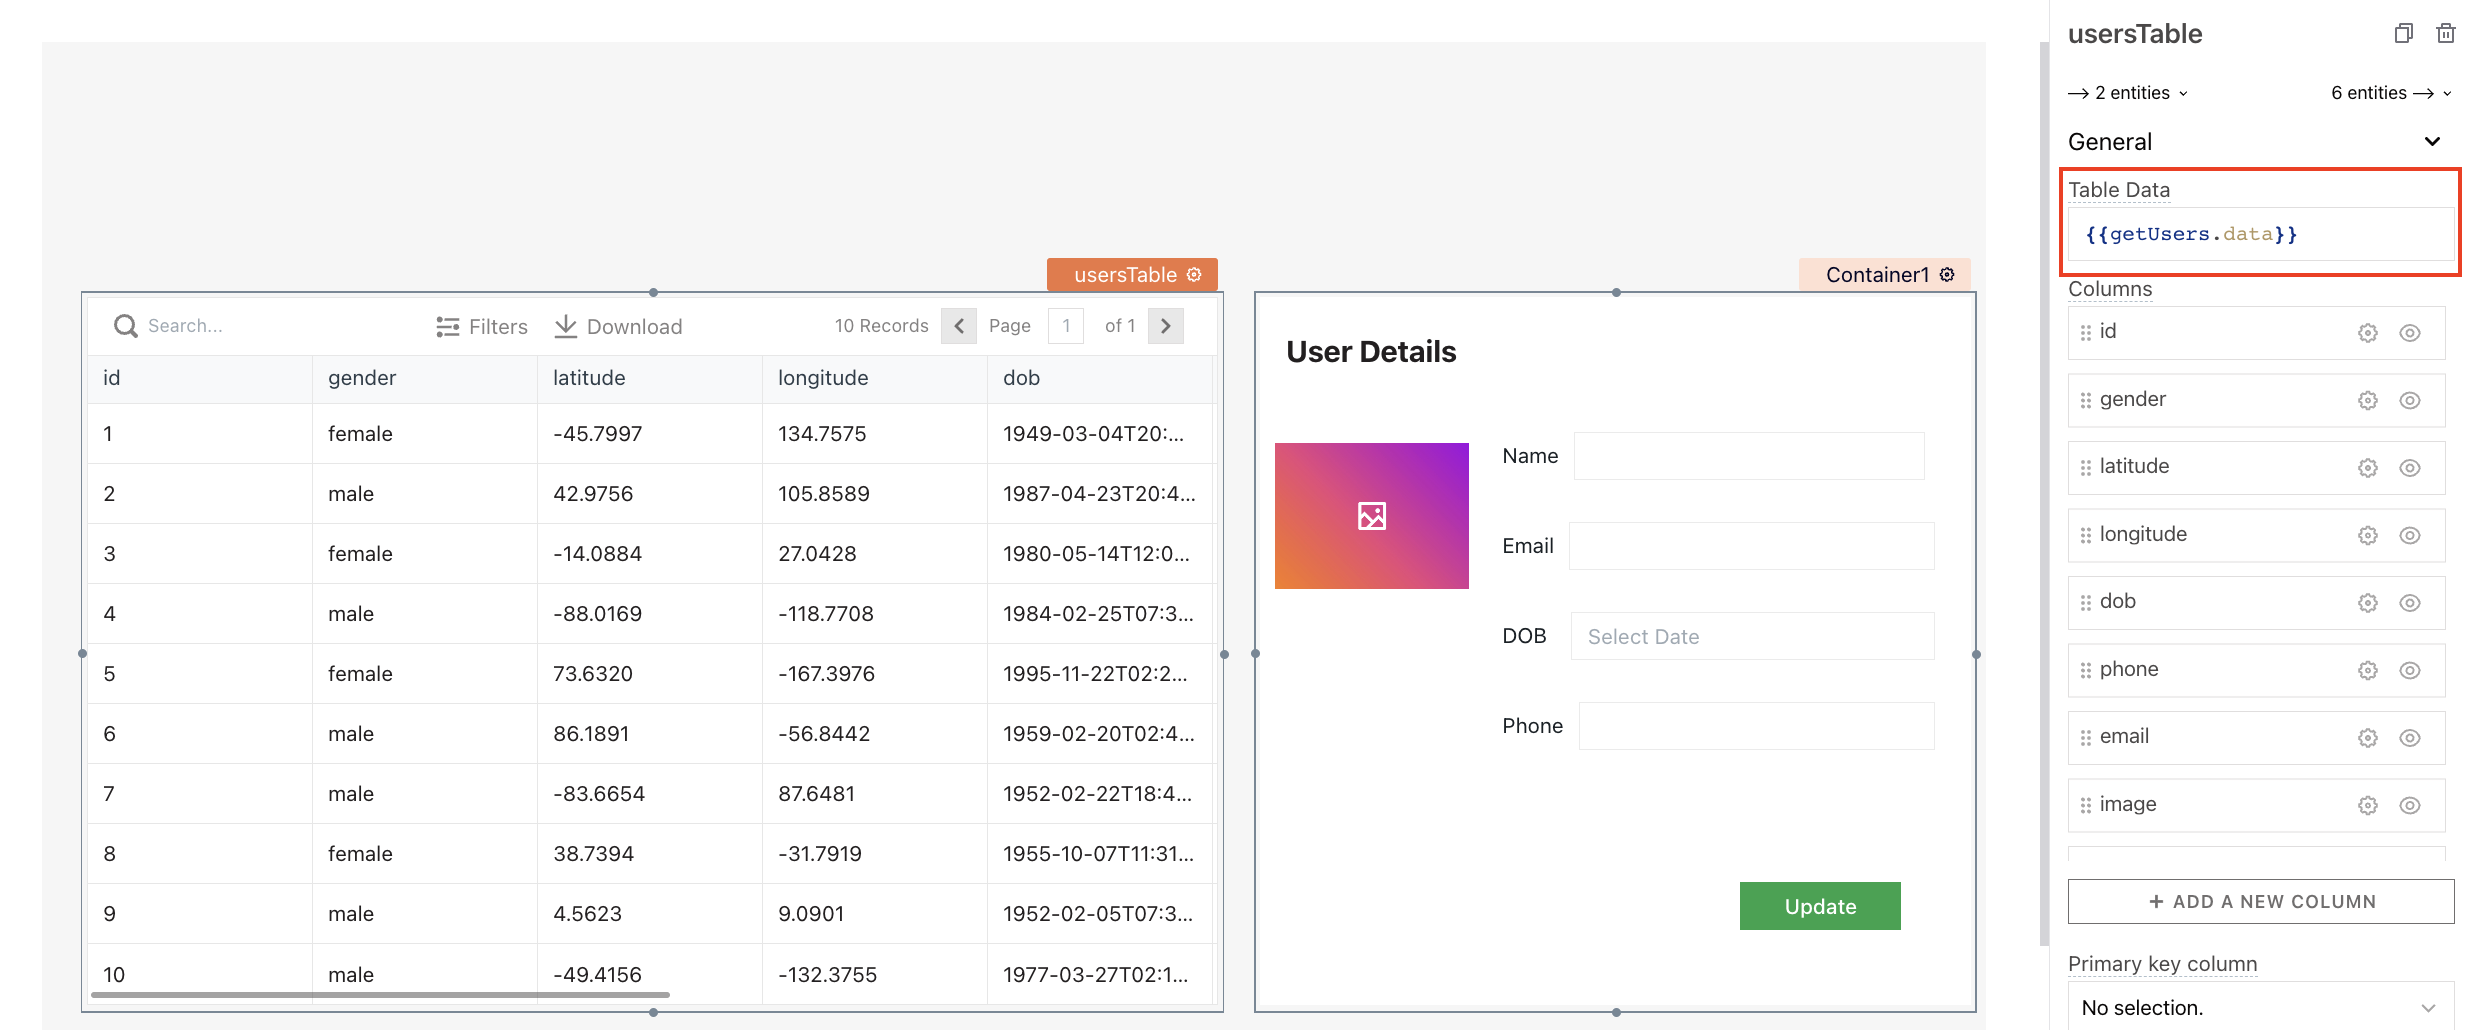 usersTable
Container1
Search...
Filters
Download
10 Records
Page
1
of 1
id gender latitude longitude dob
1 female -45.7997 134.7575 1949-03-04T20:...
2 male 42.9756 105.8589 1987-04-23T20:4...
3 female -14.0884 27.0428 1980-05-14T12:0...
4 male -88.0169 -118.7708 1984-02-25T07:3...
5 female 73.6320 -167.3976 1995-11-22T02:2...
6 male 86.1891 -56.8442 1959-02-20T02:4...
7 male -83.6654 87.6481 1952-02-22T18:4...
8 female 38.7394 -31.7919 1955-10-07T11:31...
9 male 4.5623 9.0901 1952-02-05T07:3...
10 male -49.4156 -132.3755 1977-03-27T02:1...
User Details
Name
Email
DOB
Select Date
Phone
Update
usersTable
2 entities
6 entities
General
Table Data
{{getUsers.data}}
Columns
id
gender
latitude
longitude
dob
phone
email
image
+ ADD A NEW COLUMN
Primary key column
No selection.